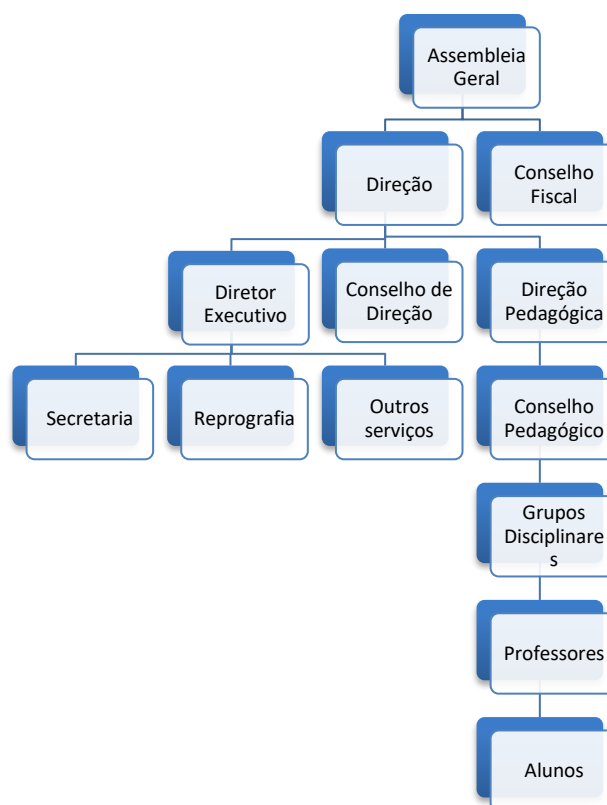 Assembleia
Geral
Direção
Conselho
Fiscal
Diretor
Executivo
Conselho de
Direção
Direção
Pedagógica
Secretaria
Reprografia
Outros
serviços
Conselho
Pedagógico
Grupos
Disciplinare
s
Professores
Alunos